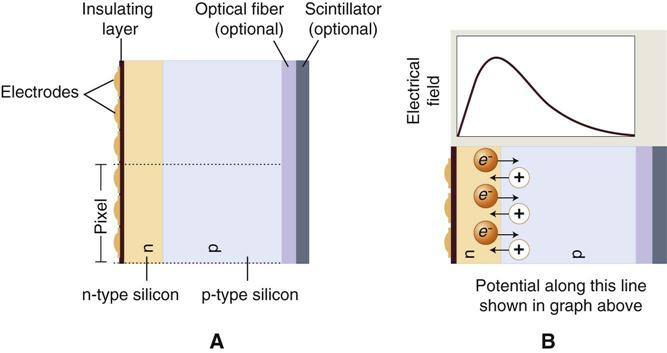 Insulating
layer
Optical fiber
(optional)
Scintillator
(optional)
Electrodes
Pixel
n
p
n-type silicon
p-type silicon
A
Electrical
field
e-
+
e-
+
e-
+
n
p
Potential along this line
shown in graph above
B